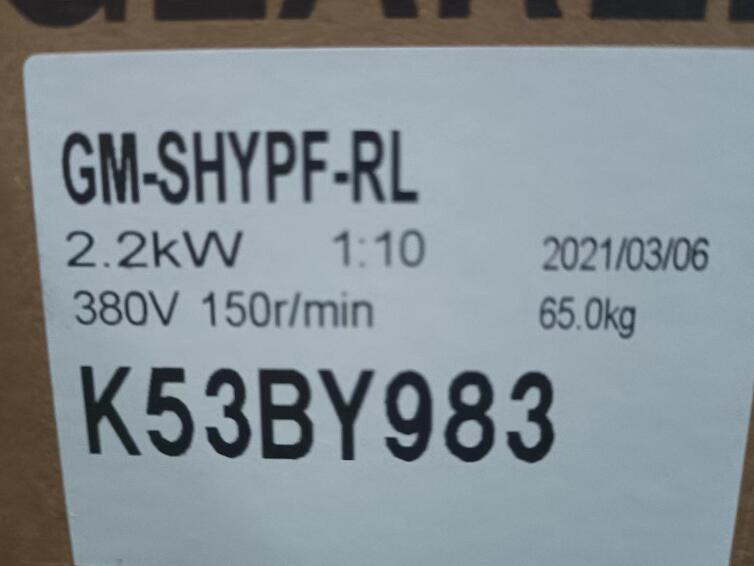 GM-SHYPF-RL
2.2kW 1:10 2021/03/06
380V 150r/min 65.0kg
K53BY983